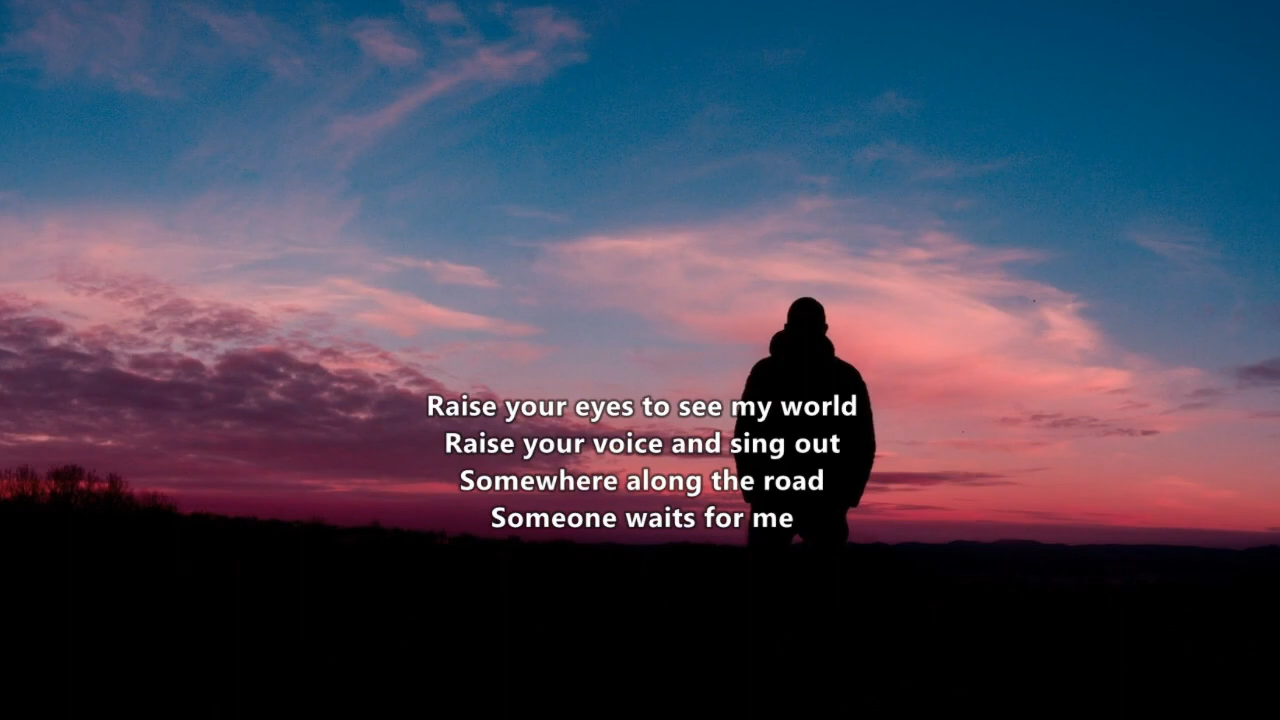 Raise your eyes to see my world
Raise your voice and sing out
Somewhere along the road
Someone waits for me